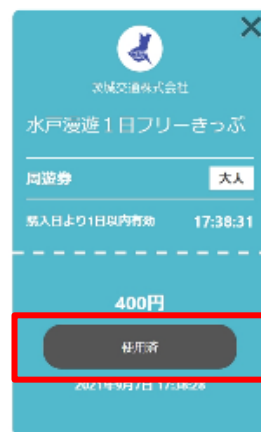 茨城交通株式会社
水戸漫遊1日フリーきっぷ
周遊券 大人
購入日より1日以内有効 17:38:31
400円
使用済
2021年9月7日